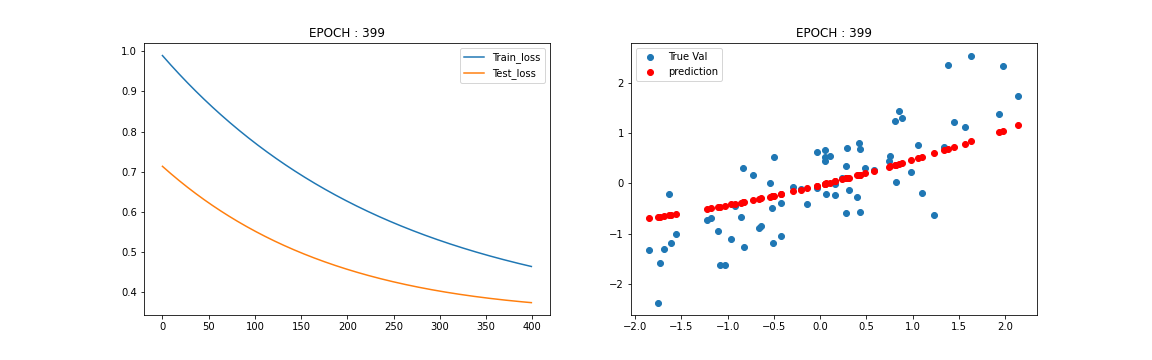 EPOCH : 399
Train_loss
Test_loss
1.0
0.9
0.8
0.7
0.6
0.5
0.4
0 50 100 150 200 250 300 350 400
EPOCH : 399
True Val
prediction
2
1
0
−1
−2
−2.0 −1.5 −1.0 −0.5 0.0 0.5 1.0 1.5 2.0